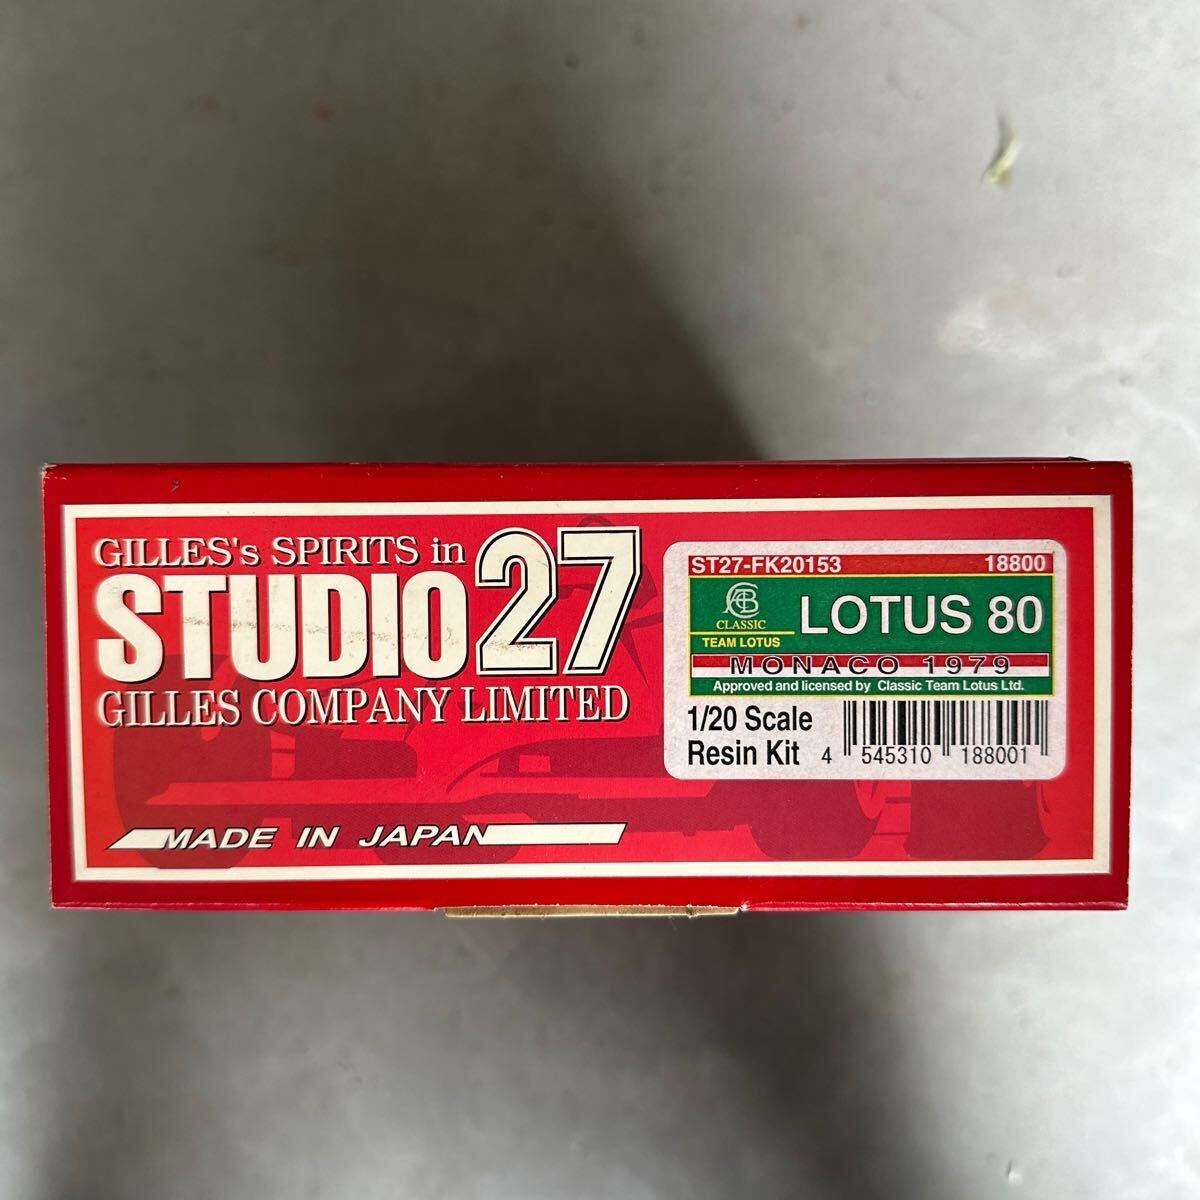 GILLES's SPIRITS in
STUDIO27
GILLES COMPANY LIMITED
MADE IN JAPAN
ST27-FK20153 18800
CLASSIC
TEAM LOTUS
LOTUS 80
MONACO 1979
Approved and licensed by Classic Team Lotus Ltd.
1/20 Scale
Resin Kit
4 545310 188001